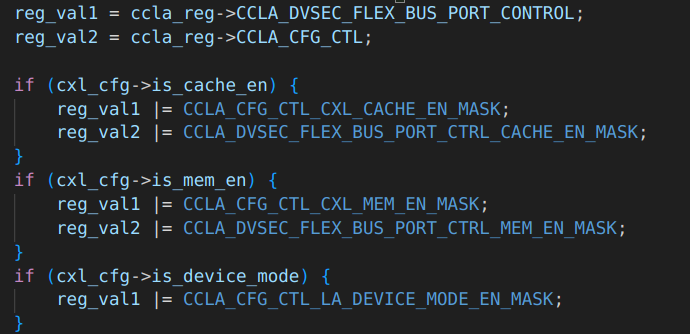 reg_val1 = ccla_reg->CCLA_DVSEC_FLEX_BUS_PORT_CONTROL;
reg_val2 = ccla_reg->CCLA_CFG_CTL;
if (cxl_cfg->is_cache_en) {
reg_val1 |= CCLA_CFG_CTL_CXL_CACHE_EN_MASK;
reg_val2 |= CCLA_DVSEC_FLEX_BUS_PORT_CTRL_CACHE_EN_MASK;
}
if (cxl_cfg->is_mem_en) {
reg_val1 |= CCLA_CFG_CTL_CXL_MEM_EN_MASK;
reg_val2 |= CCLA_DVSEC_FLEX_BUS_PORT_CTRL_MEM_EN_MASK;
}
if (cxl_cfg->is_device_mode) {
reg_val1 |= CCLA_CFG_CTL_LA_DEVICE_MODE_EN_MASK;
}